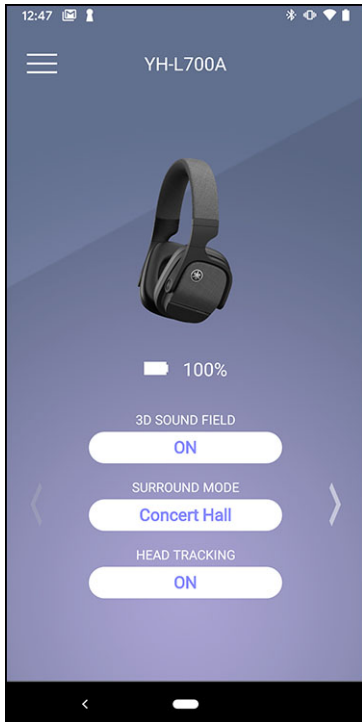 12:47
YH-L700A
100%
3D SOUND FIELD
ON
SURROUND MODE
Concert Hall
HEAD TRACKING
ON